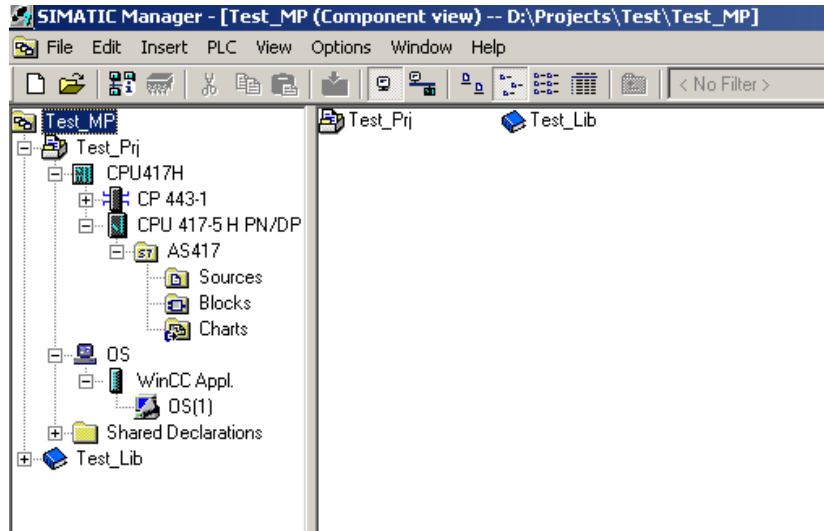 SIMATIC Manager - [Test_MP (Component view) -- D:\Projects\Test\Test_MP]
File Edit Insert PLC View Options Window Help
< No Filter >
Test_MP
Test_Prj
CPU417H
CP 443-1
CPU 417-5 H PN/DP
AS417
Sources
Blocks
Charts
OS
WinCC Appl.
OS(1)
Shared Declarations
Test_Lib
Test_Prj
Test_Lib